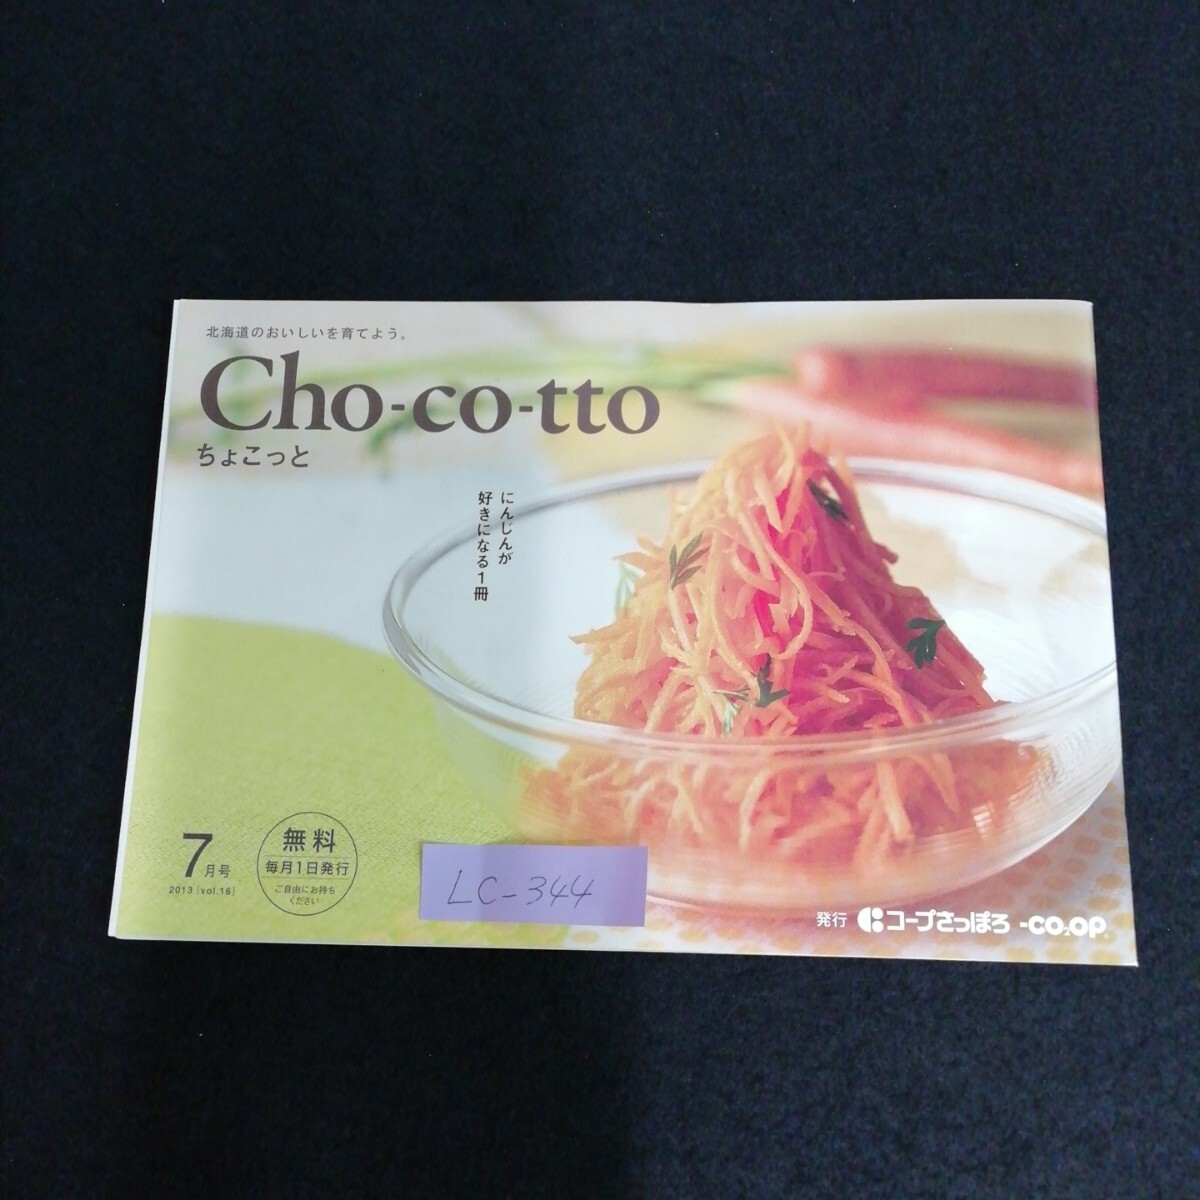 北海道のおいしいを育てよう。
Cho-co-tto
ちょこっと
にんじんが
好きになる1冊
7月号
2013 [vol.16]
無料
毎月1日発行
ご自由にお持ち
ください
LC-344
発行 コープさっぽろ -CO2OP.